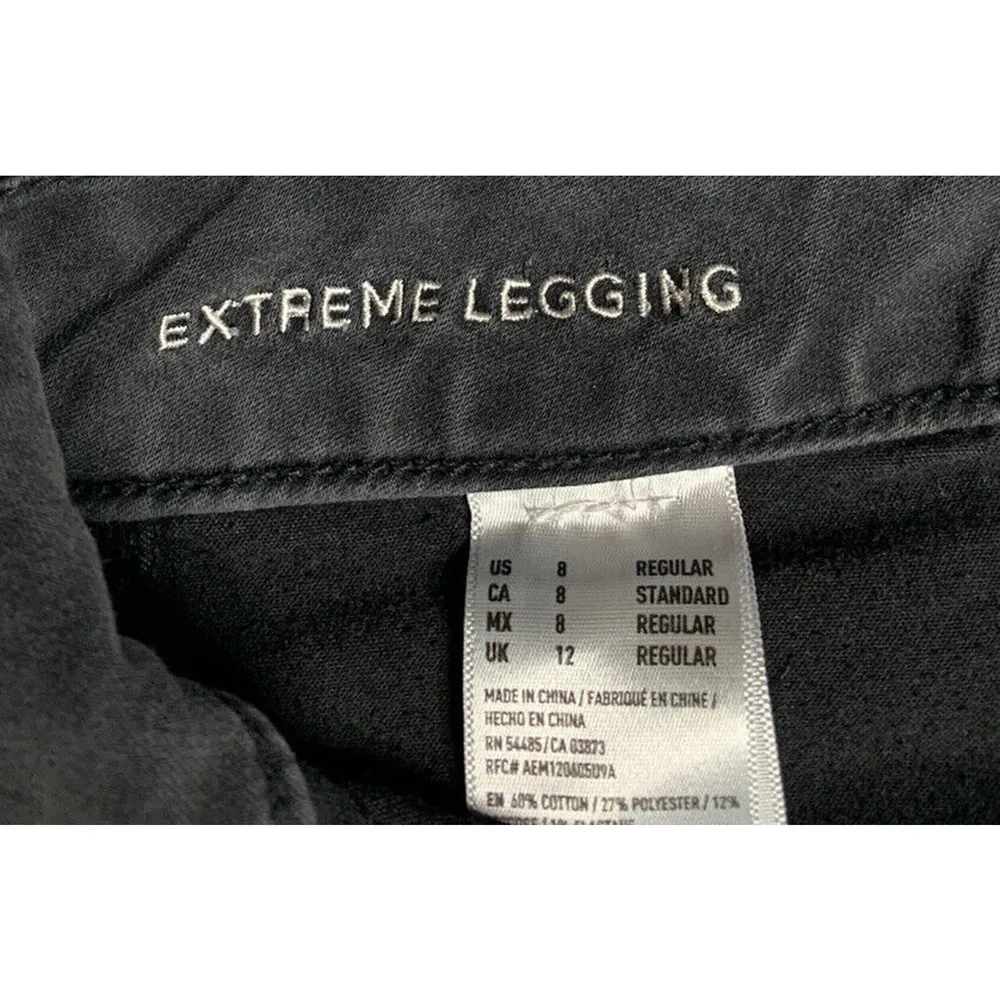 EXTREME LEGGING
US 8 REGULAR
CA 8 STANDARD
MX 8 REGULAR
UK 12 REGULAR
MADE IN CHINA / FABRIQUÉ EN CHINE /
HECHO EN CHINA
RN 54485/CA 03873
RFC# AEM120605U9A
EN 60% COTTON / 27% POLYESTER / 12%